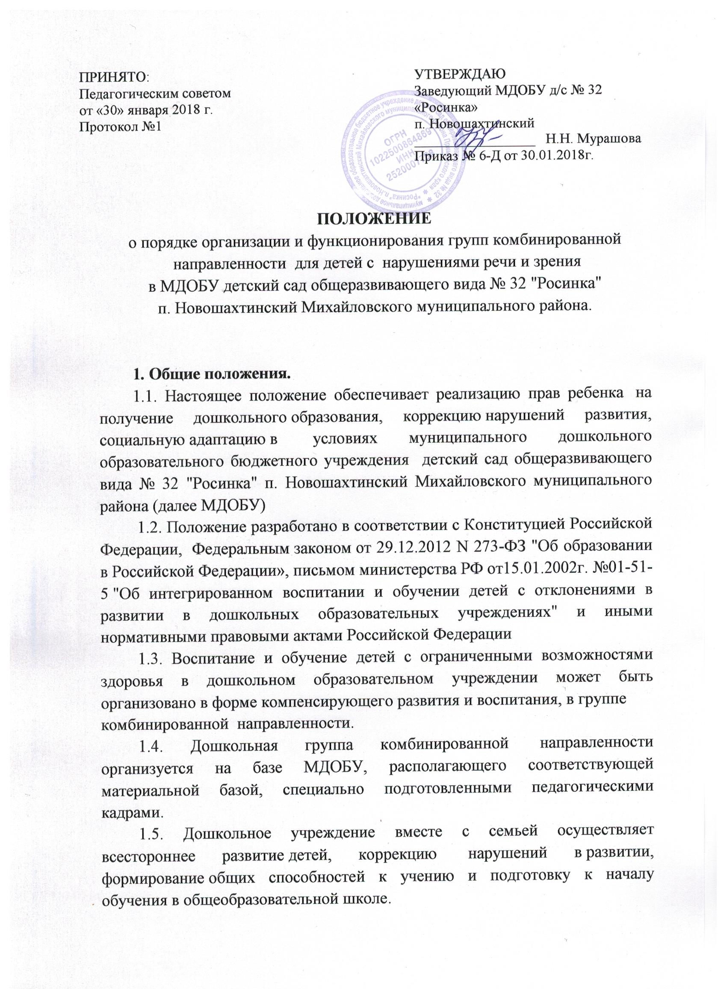 ПРИНЯТО:
Педагогическим советом
от «30» января 2018 г.
Протокол №1
УТВЕРЖДАЮ
Заведующий МДОБУ д/с № 32
«Росинка»
п. Новошахтинский
Н.Н. Мурашова
Приказ № 6-Д от 30.01.2018г.
ОГРН
1022500864869
ИНН
ПОЛОЖЕНИЕ
о порядке организации и функционирования групп комбинированной
направленности для детей с нарушениями речи и зрения
в МДОБУ детский сад общеразвивающего вида № 32 "Росинка"
п. Новошахтинский Михайловского муниципального района.
1. Общие положения.
1.1. Настоящее положение обеспечивает реализацию прав ребенка на
получение дошкольного образования, коррекцию нарушений развития,
социальную адаптацию в условиях муниципального дошкольного
образовательного бюджетного учреждения детский сад общеразвивающего
вида № 32 "Росинка" п. Новошахтинский Михайловского муниципального
района (далее МДОБУ)
1.2. Положение разработано в соответствии с Конституцией Российской
Федерации, Федеральным законом от 29.12.2012 N 273-ФЗ "Об образовании
в Российской Федерации», письмом министерства РФ от15.01.2002г. №01-51-
5 "Об интегрированном воспитании и обучении детей с отклонениями в
развитии в дошкольных образовательных учреждениях" и иными
нормативными правовыми актами Российской Федерации
1.3. Воспитание и обучение детей с ограниченными возможностями
здоровья в дошкольном образовательном учреждении может быть
организовано в форме компенсирующего развития и воспитания, в группе
комбинированной направленности.
1.4. Дошкольная группа комбинированной направленности
организуется на базе МДОБУ, располагающего соответствующей
материальной базой, специально подготовленными педагогическими
кадрами.
1.5. Дошкольное учреждение вместе с семьей осуществляет
всестороннее развитие детей, коррекцию нарушений в развитии,
формирование общих способностей к учению и подготовку к началу
обучения в общеобразовательной школе.